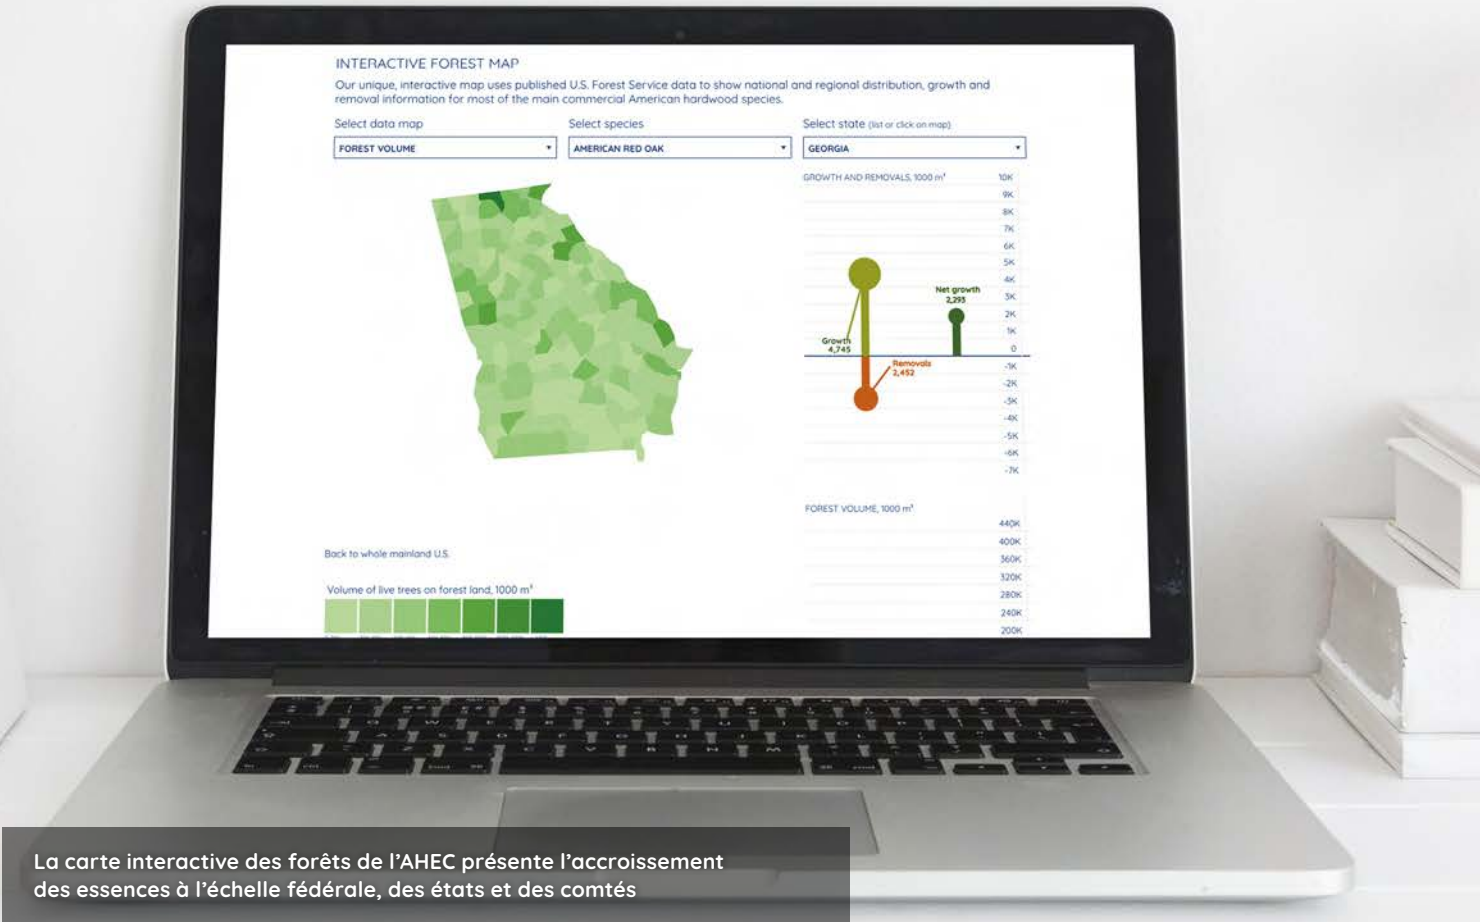 INTERACTIVE FOREST MAP
Our unique, interactive map uses published U.S. Forest Service data to show national and regional distribution, growth and
removal information for most of the main commercial American hardwood species.
Select data map
Select species
Select state (list or click on map)
FOREST VOLUME
AMERICAN RED OAK
GEORGIA
GROWTH AND REMOVALS, 1000 m³
10K
9K
8K
7K
6K
5K
4K
3K
2K
1K
0
-1K
-2K
-3K
-4K
-5K
-6K
-7K
Net growth
2,293
Growth
4,745
Removals
2,452
FOREST VOLUME, 1000 m³
440K
400K
360K
320K
280K
240K
200K
Back to whole mainland U.S.
Volume of live trees on forest land, 1000 m³
La carte interactive des forêts de l’AHEC présente l’accroissement
des essences à l’échelle fédérale, des états et des comtés